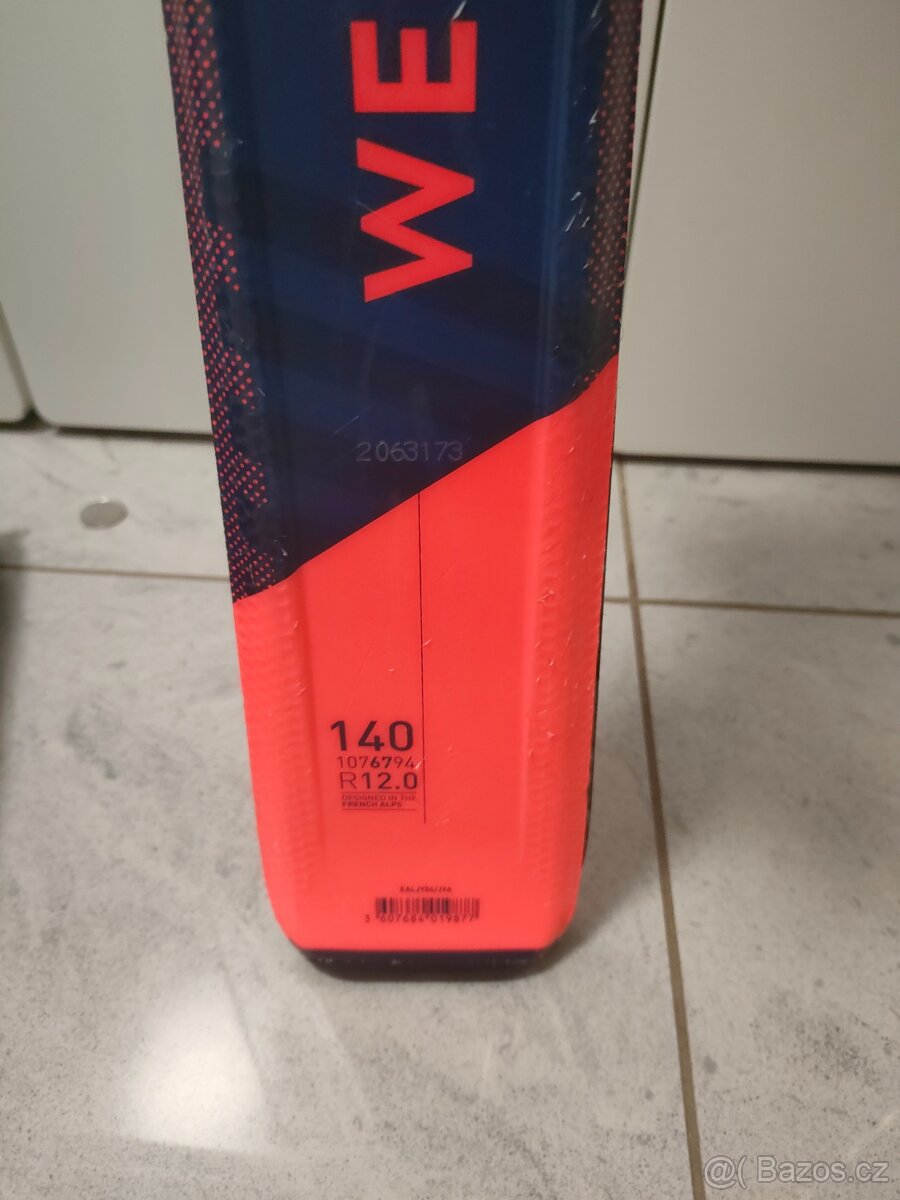 WE
2063173
140
1076794
R12.0
DESIGNED IN THE
FRENCH ALPS
3 607684 019877
@( Bazos.cz